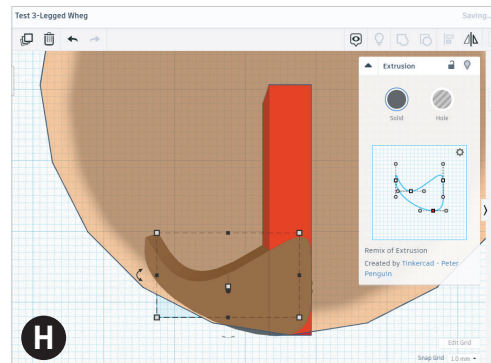 Test 3-Legged Wheg
Saving...
Extrusion
Solid
Hole
Remix of Extrusion
Created by Tinkercad - Peter
Penguin
H
Edit Grid
Snap Grid 1.0 mm